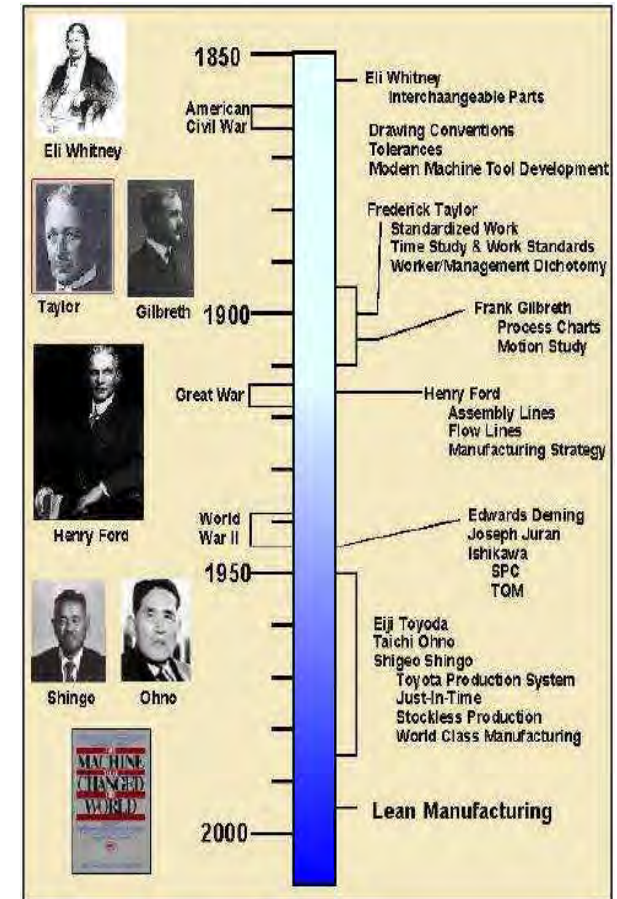 1850
Eli Whitney
Interchaangeable Parts
American
Civil War
Drawing Conventions
Tolerances
Modern Machine Tool Development
Eli Whitney
Frederick Taylor
Standardized Work
Time Study & Work Standards
Worker/Management Dichotomy
Taylor
Gilbreth
1900
Frank Gilbreth
Process Charts
Motion Study
Great War
Henry Ford
Assembly Lines
Flow Lines
Manufacturing Strategy
World
War II
Edwards Deming
Joseph Juran
Ishikawa
SPC
TQM
Henry Ford
1950
Eiji Toyoda
Taichi Ohno
Shigeo Shingo
Toyota Production System
Just-In-Time
Stockless Production
World Class Manufacturing
Shingo
Ohno
MACHINE
CHANGED
WORLD
Lean Manufacturing
2000